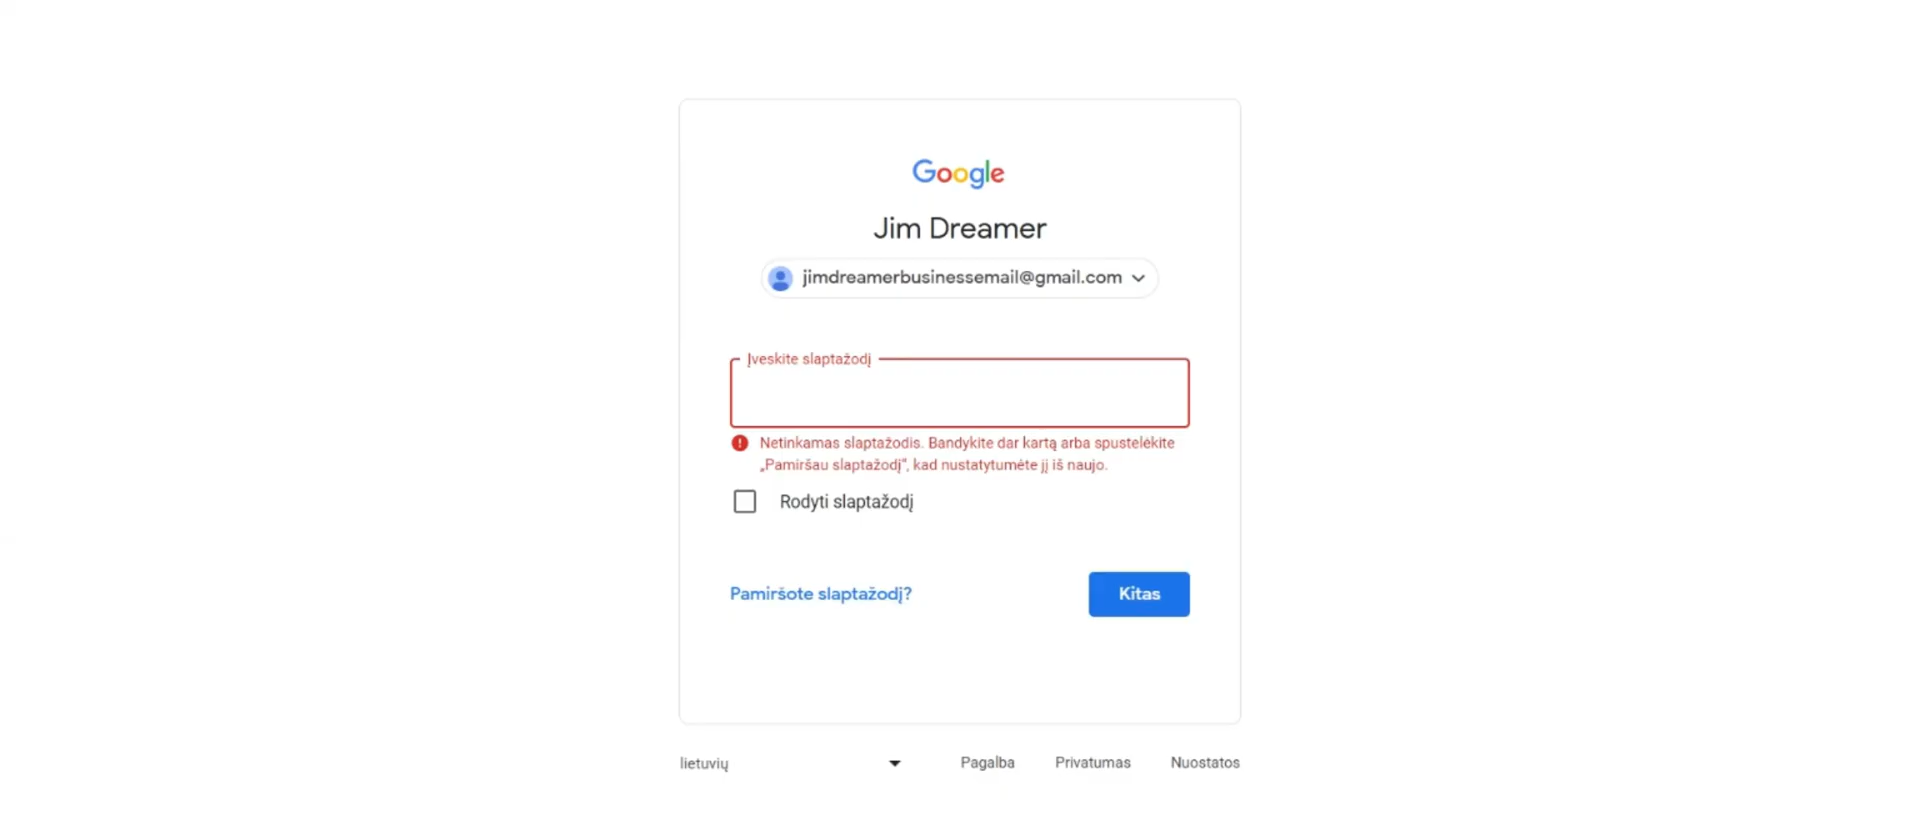 Google
Jim Dreamer
jimdreamerbusinessemail@gmail.com
Įveskite slaptažodį
Netinkamas slaptažodis. Bandykite dar kartą arba spustelėkite
„Pamiršau slaptažodį“, kad nustatytumėte jį iš naujo.
Rodyti slaptažodį
Pamiršote slaptažodį?
Kitas
lietuvių
Pagalba
Privatumas
Nuostatos